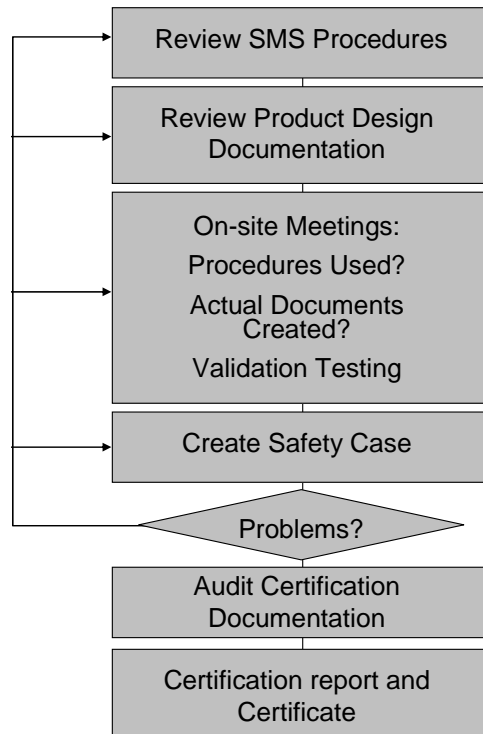 Review SMS Procedures
Review Product Design
Documentation
On-site Meetings:
Procedures Used?
Actual Documents
Created?
Validation Testing
Create Safety Case
Problems?
Audit Certification
Documentation
Certification report and
Certificate